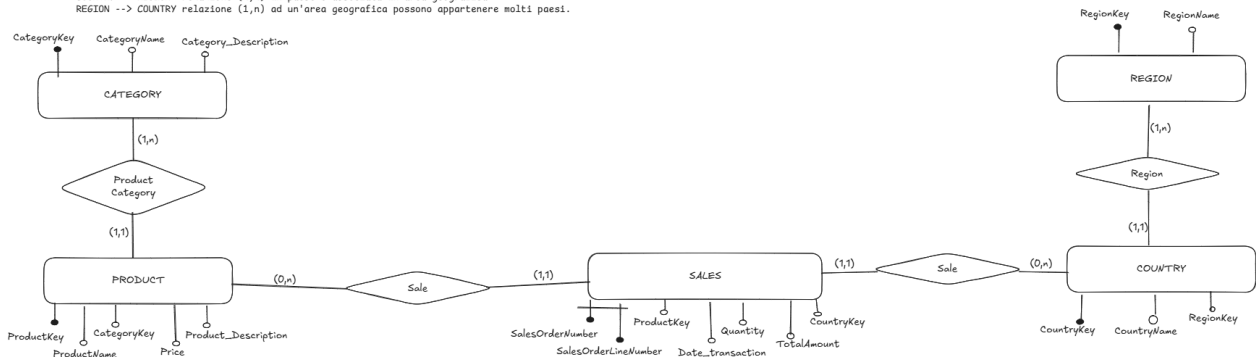 REGION --> COUNTRY relazione (1,n) ad un'area geografica possono appartenere molti paesi.
RegionKey
RegionName
CategoryKey
CategoryName
Category_Description
CATEGORY
REGION
(1,n)
(1,n)
Product
Category
Region
(1,1)
(1,1)
PRODUCT
(0,n)
Sale
(1,1)
SALES
(1,1)
Sale
(0,n)
COUNTRY
ProductKey
ProductName
CategoryKey
Price
Product_Description
SalesOrderNumber
SalesOrderLineNumber
ProductKey
Date_transaction
Quantity
TotalAmount
CountryKey
CountryKey
CountryName
RegionKey